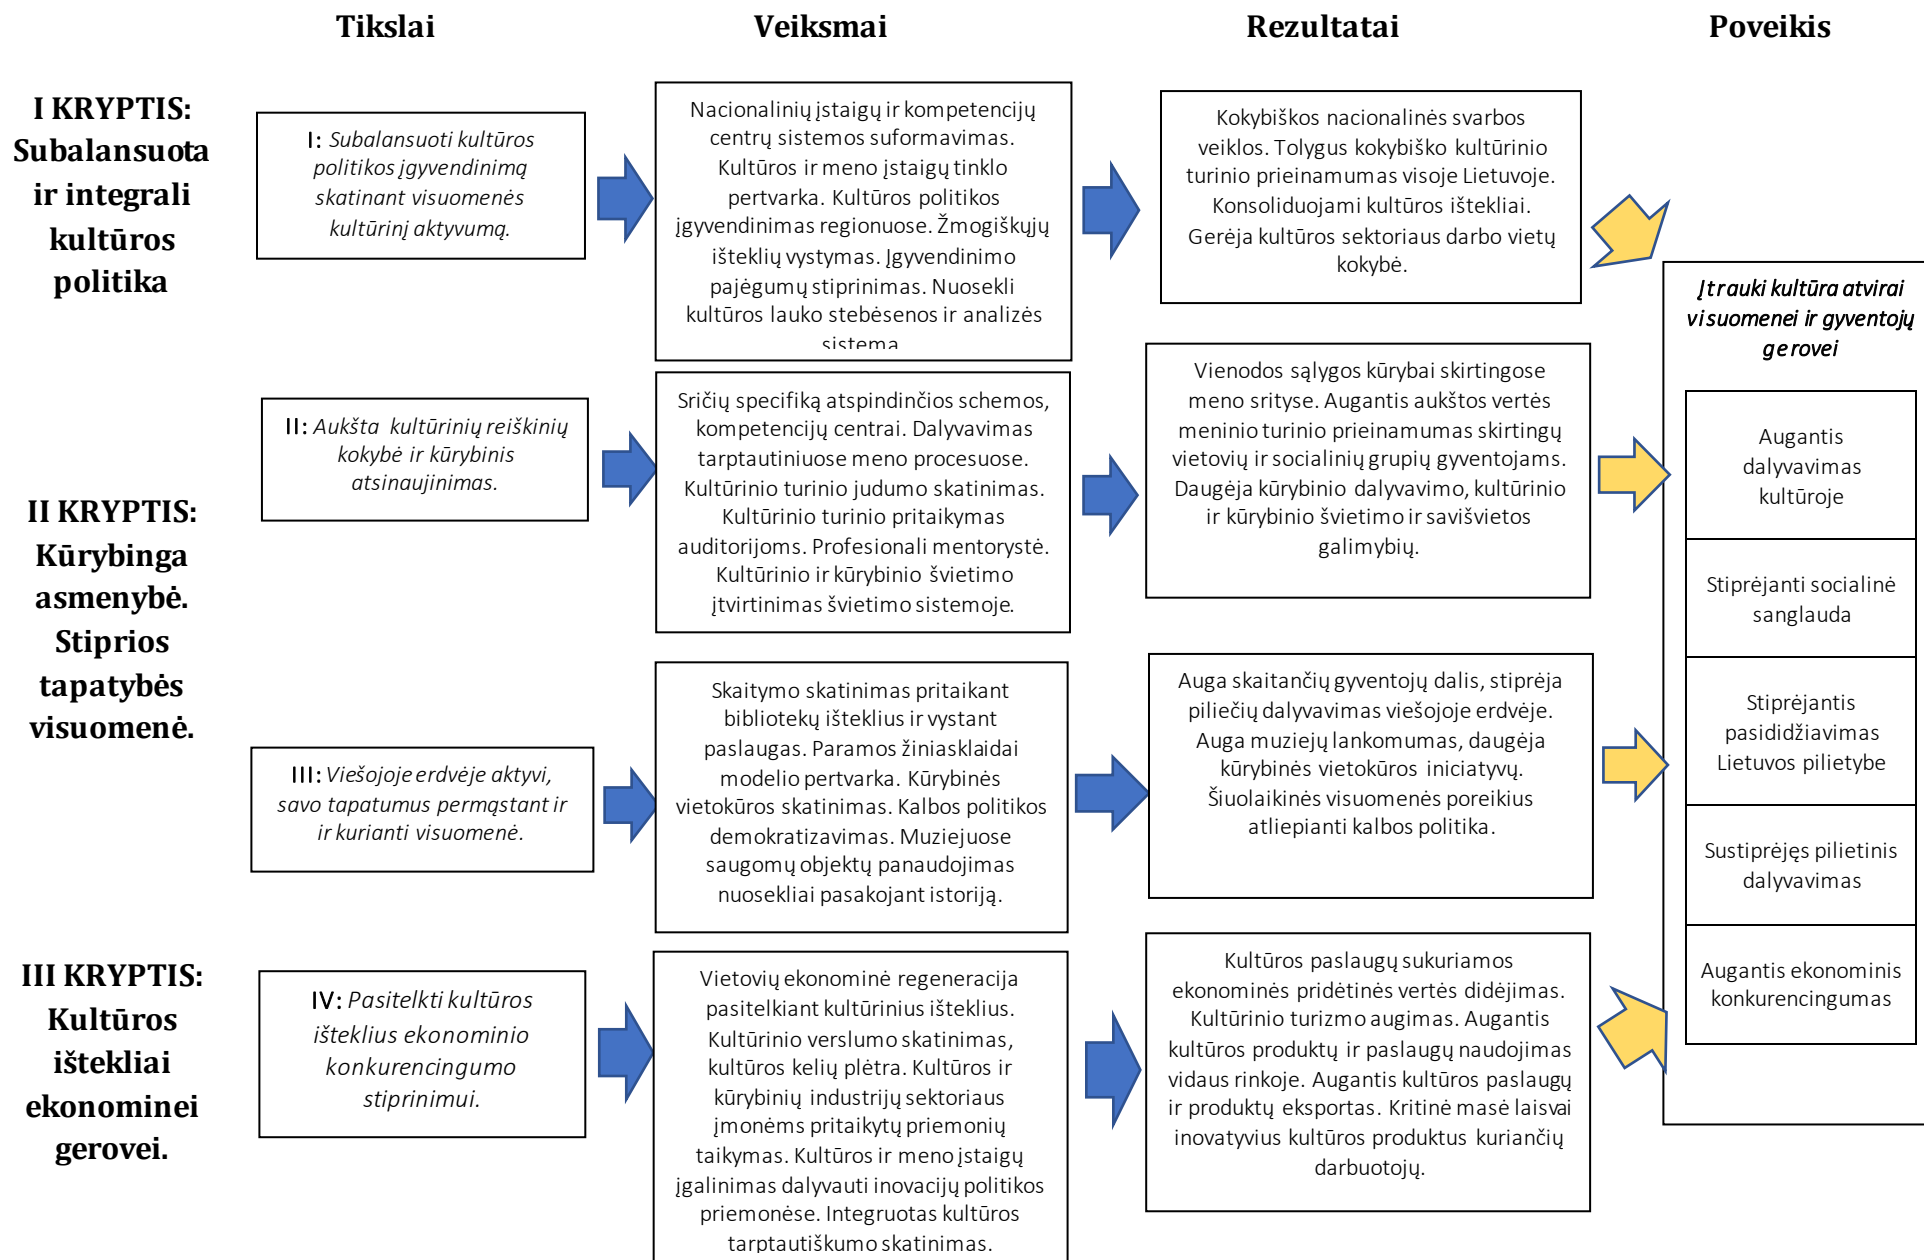 Tikslai
Veiksmai
Rezultatai
Poveikis
I KRYPTIS:
Subalansuota
ir integrali
kultūros
politika
I: Subalansuoti kultūros
politikos įgyvendinimą
skatinant visuomenės
kultūrinį aktyvumą.
Nacionalinių įstaigų ir kompetencijų
centrų sistemos suformavimas.
Kultūros ir meno įstaigų tinklo
pertvarka. Kultūros politikos
įgyvendinimas regionuose. Žmogiškųjų
išteklių vystymas. Įgyvendinimo
pajėgumų stiprinimas. Nuosekli
kultūros lauko stebėsenos ir analizės
sistema
Kokybiškos nacionalinės svarbos
veiklos. Tolygus kokybiško kultūrinio
turinio prieinamumas visoje Lietuvoje.
Konsoliduojami kultūros ištekliai.
Gerėja kultūros sektoriaus darbo vietų
kokybė.
II KRYPTIS:
Kūrybinga
asmenybė.
Stiprios
tapatybės
visuomenė.
II: Aukšta kultūrinių reiškinių
kokybė ir kūrybinis
atsinaujinimas.
Sričių specifiką atspindinčios schemos,
kompetencijų centrai. Dalyvavimas
tarptautiniuose meno procesuose.
Kultūrinio turinio judumo skatinimas.
Kultūrinio turinio pritaikymas
auditorijoms. Profesionali mentorystė.
Kultūrinio ir kūrybinio švietimo
įtvirtinimas švietimo sistemoje.
Vienodos sąlygos kūrybai skirtingose
meno srityse. Augantis aukštos vertės
meninio turinio prieinamumas skirtingų
vietovių ir socialinių grupių gyventojams.
Daugėja kūrybinio dalyvavimo, kultūrinio
ir kūrybinio švietimo ir savišvietos
galimybių.
III: Viešojoje erdvėje aktyvi,
savo tapatumus permąstant ir
ir kurianti visuomenė.
Skaitymo skatinimas pritaikant
bibliotekų išteklius ir vystant
paslaugas. Paramos žiniasklaidai
modelio pertvarka. Kūrybinės
vietokūros skatinimas. Kalbos politikos
demokratizavimas. Muziejuose
saugomų objektų panaudojimas
nuosekliai pasakojant istoriją.
Auga skaitančių gyventojų dalis, stiprėja
piliečių dalyvavimas viešojoje erdvėje.
Auga muziejų lankomumas, daugėja
kūrybinės vietokūros iniciatyvų.
Šiuolaikinės visuomenės poreikius
atliepianti kalbos politika.
III KRYPTIS:
Kultūros
ištekliai
ekonominei
gerovei.
IV: Pasitelkti kultūros
išteklius ekonominio
konkurencingumo
stiprinimui.
Vietovių ekonominė regeneracija
pasitelkiant kultūrinius išteklius.
Kultūrinio verslumo skatinimas,
kultūros kelių plėtra. Kultūros ir
kūrybinių industrijų sektoriaus
įmonėms pritaikytų priemonių
taikymas. Kultūros ir meno įstaigų
įgalinimas dalyvauti inovacijų politikos
priemonėse. Integruotas kultūros
tarptautiškumo skatinimas.
Kultūros paslaugų sukuriamos
ekonominės pridėtinės vertės didėjimas.
Kultūrinio turizmo augimas. Augantis
kultūros produktų ir paslaugų naudojimas
vidaus rinkoje. Augantis kultūros paslaugų
ir produktų eksportas. Kritinė masė laisvai
inovatyvius kultūros produktus kuriančių
darbuotojų.
Įtrauki kultūra atvirai
visuomenei ir gyventojų
gerovei
Augantis
dalyvavimas
kultūroje
Stiprėjanti socialinė
sanglauda
Stiprėjantis
pasididžiavimas
Lietuvos pilietybe
Sustiprėjęs pilietinis
dalyvavimas
Augantis ekonominis
konkurencingumas